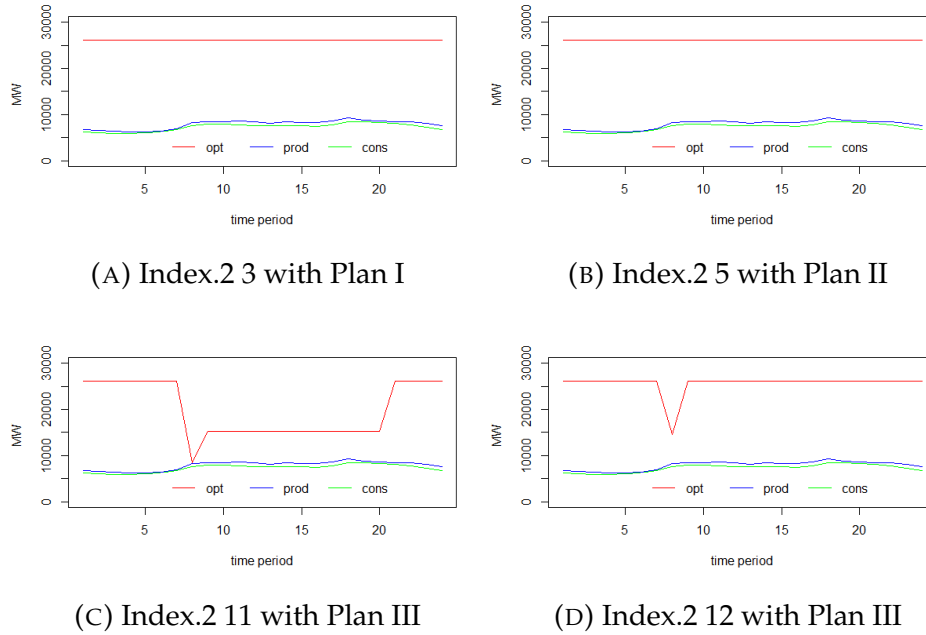 30000
20000
10000
0
MW
opt prod cons
5 10 15 20
time period
(A) Index.2 3 with Plan I
30000
20000
10000
0
MW
opt prod cons
5 10 15 20
time period
(B) Index.2 5 with Plan II
30000
20000
10000
0
MW
opt prod cons
5 10 15 20
time period
(C) Index.2 11 with Plan III
30000
20000
10000
0
MW
opt prod cons
5 10 15 20
time period
(D) Index.2 12 with Plan III